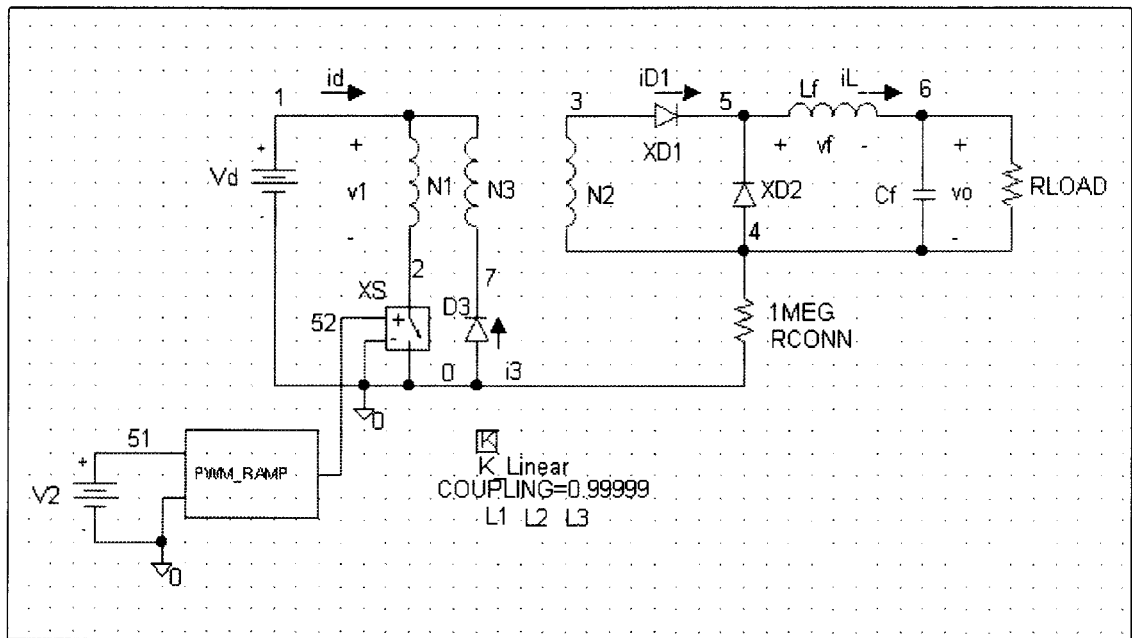 id
iD1
Lf
iL
1
3
5
6
+
+
+
vf
-
+
XD1
Vd
v1
N1
N3
N2
XD2
Cf
vo
RLOAD
-
-
4
-
2
7
XS
D3
1MEG
RCONN
52
+
-
0
i3
0
51
K
K_Linear
COUPLING=0.99999
L1 L2 L3
+
PWM_RAMP
V2
-
0